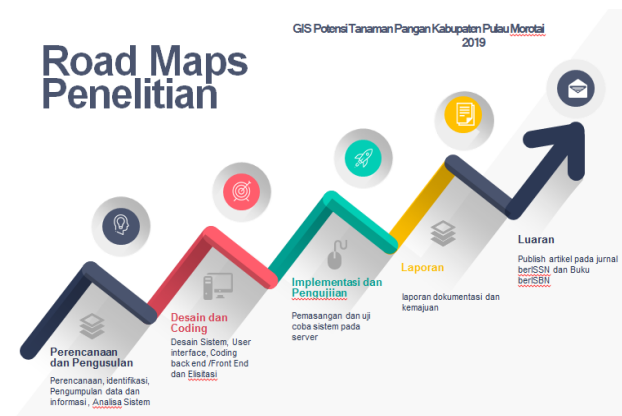 Road Maps
Penelitian
GIS Potensi Tanaman Pangan Kabupaten Pulau Morotai
2019
Perencanaan
dan Pengusulan
Perencanaan, identifikasi,
Pengumpulan data dan
informasi, Analisa Sistem
Desain dan
Coding
Desain Sistem, User
interface, Coding
back end /Front End
dan Elisitasi
Implementasi dan
Pengujiian
Pemasangan dan uji
coba sistem pada
server
Laporan
laporan dokumentasi dan
kemajuan
Luaran
Publish artikel pada jurnal
berISSN dan Buku
berISBN